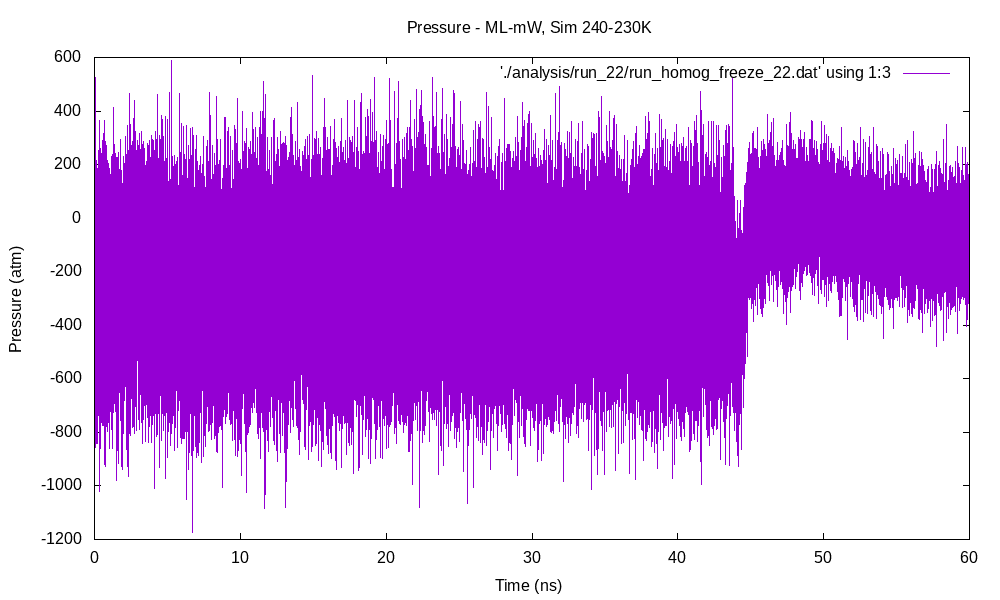 Pressure - ML-mW, Sim 240-230K
'./analysis/run_22/run_homog_freeze_22.dat' using 1:3
600
400
200
0
-200
-400
-600
-800
-1000
-1200
Pressure (atm)
0 10 20 30 40 50 60
Time (ns)